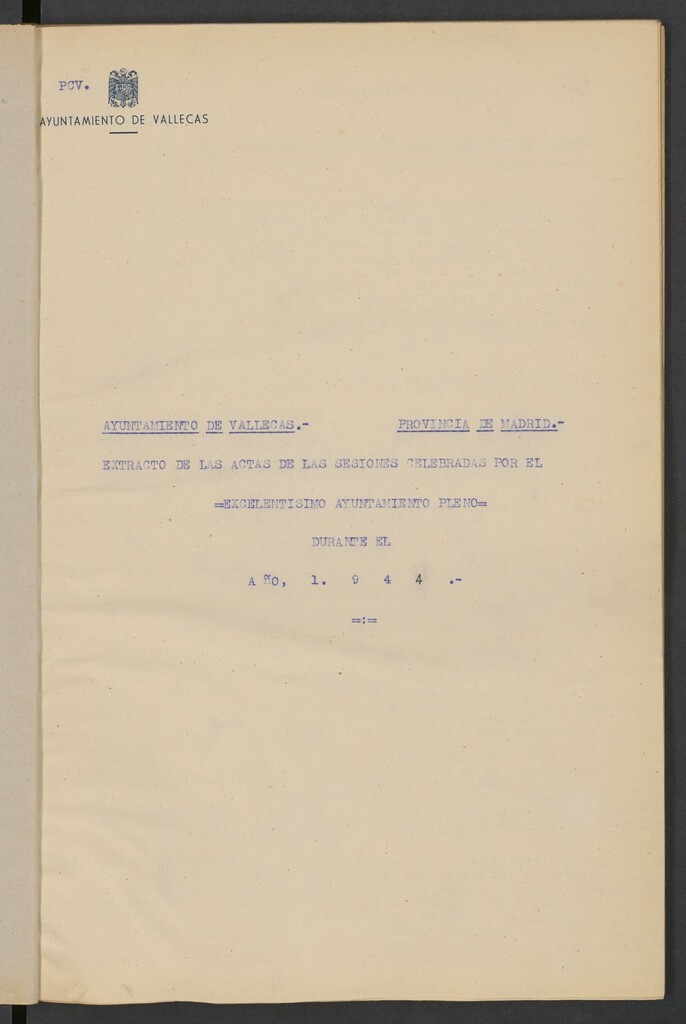 PCV.
AYUNTAMIENTO DE VALLECAS
AYUNTAMIENTO DE VALLECAS.- PROVINCIA DE MADRID.-
EXTRACTO DE LAS ACTAS DE LAS SESIONES CELEBRADAS POR EL
=EXCELENTISIMO AYUNTAMIENTO PLENO=
DURANTE EL
AÑO, 1. 9 4 4 .-
=:=